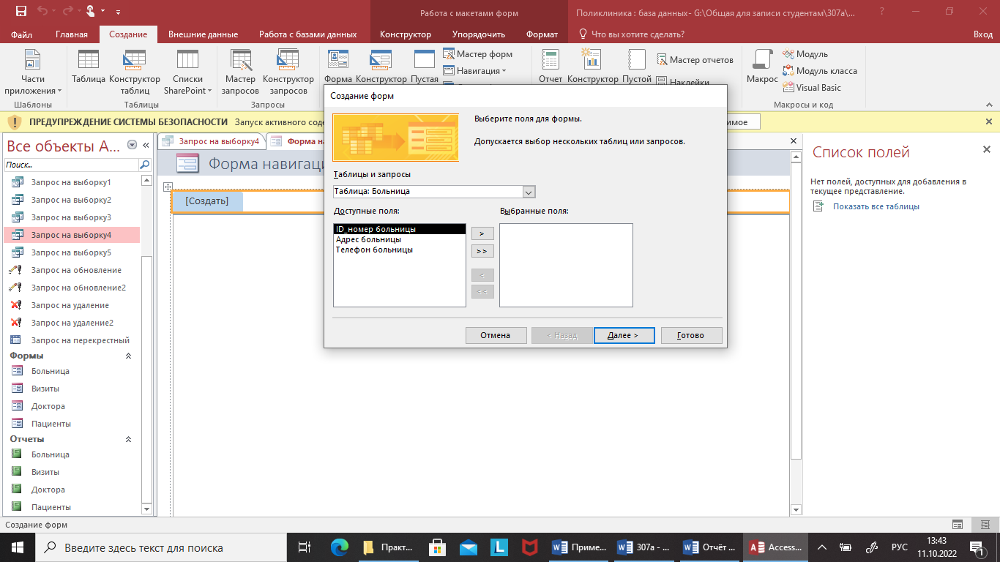 Работа с макетами форм
Поликлиника : база данных- G:\Общая для записи студентам\307а\...
Файл
Главная
Создание
Внешние данные
Работа с базами данных
Конструктор
Упорядочить
Формат
Что вы хотите сделать?
Вход
Части приложения
Таблица
Конструктор таблиц
Списки SharePoint
Мастер запросов
Конструктор запросов
Форма
Конструктор
Пустая
Мастер форм
Навигация
Отчет
Конструктор
Пустой
Мастер отчетов
Наклейки
Макрос
Модуль
Модуль класса
Visual Basic
Шаблоны
Таблицы
Запросы
Макросы и код
ПРЕДУПРЕЖДЕНИЕ СИСТЕМЫ БЕЗОПАСНОСТИ Запуск активного соде
имое
Все объекты A...
Поиск...
Запрос на выборку1
Запрос на выборку2
Запрос на выборку3
Запрос на выборку4
Запрос на выборку5
Запрос на обновление
Запрос на обновление2
Запрос на удаление
Запрос на удаление2
Запрос на перекрестный
Формы
Больница
Визиты
Доктора
Пациенты
Отчеты
Больница
Визиты
Доктора
Пациенты
Запрос на выборку4
Форма на
Форма навигаци
[Создать]
Создание форм
Выберите поля для формы.
Допускается выбор нескольких таблиц или запросов.
Таблицы и запросы
Таблица: Больница
Доступные поля:
Выбранные поля:
ID_номер больницы
Адрес больницы
Телефон больницы
>
>>
<
<<
Отмена
< Назад
Далее >
Готово
Список полей
Нет полей, доступных для добавления в
текущее представление.
Показать все таблицы
Создание форм
Введите здесь текст для поиска
Практ...
L
Приме...
307а - ...
Отчёт ...
Access...
РУС
13:43
11.10.2022
1